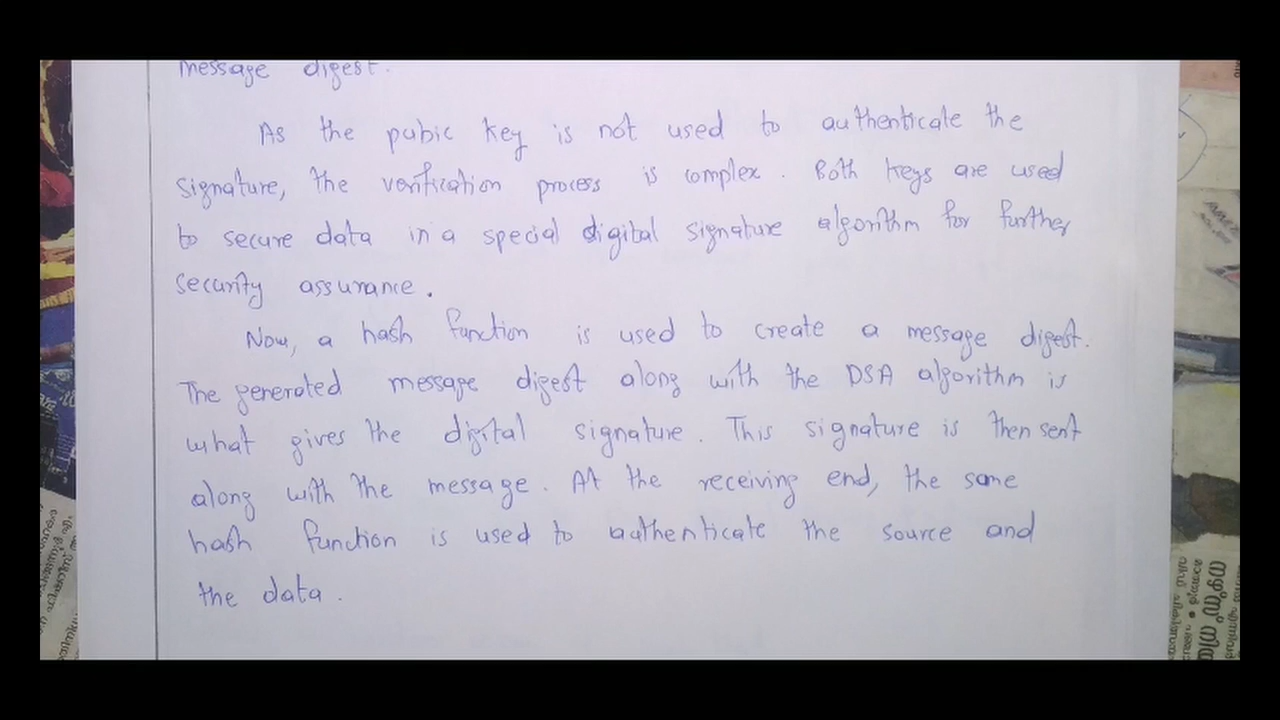 message digest.
As the pubic key is not used to authenticate the
signature, the verification process is complex. Both keys are used
to secure data in a special digital signature algorithm for further
security assurance.
Now, a hash function is used to create a message digest.
The generated message digest along with the DSA algorithm is
what gives the digital signature. This signature is then sent
along with the message. At the receiving end, the same
hash function is used to authenticate the source and
the data.